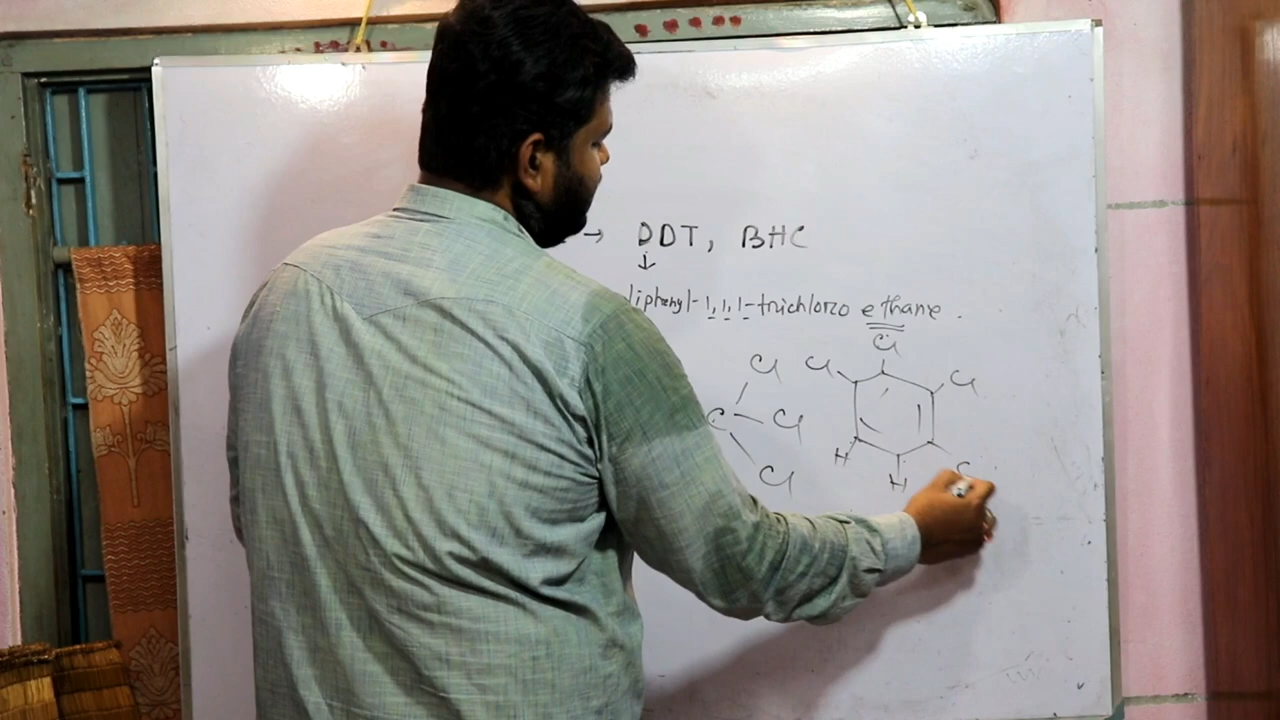 → DDT, BHC
↓
diphenyl-1,1,1-trichloro ethane.
Cl
Cl Cl Cl
C Cl
H
Cl H C